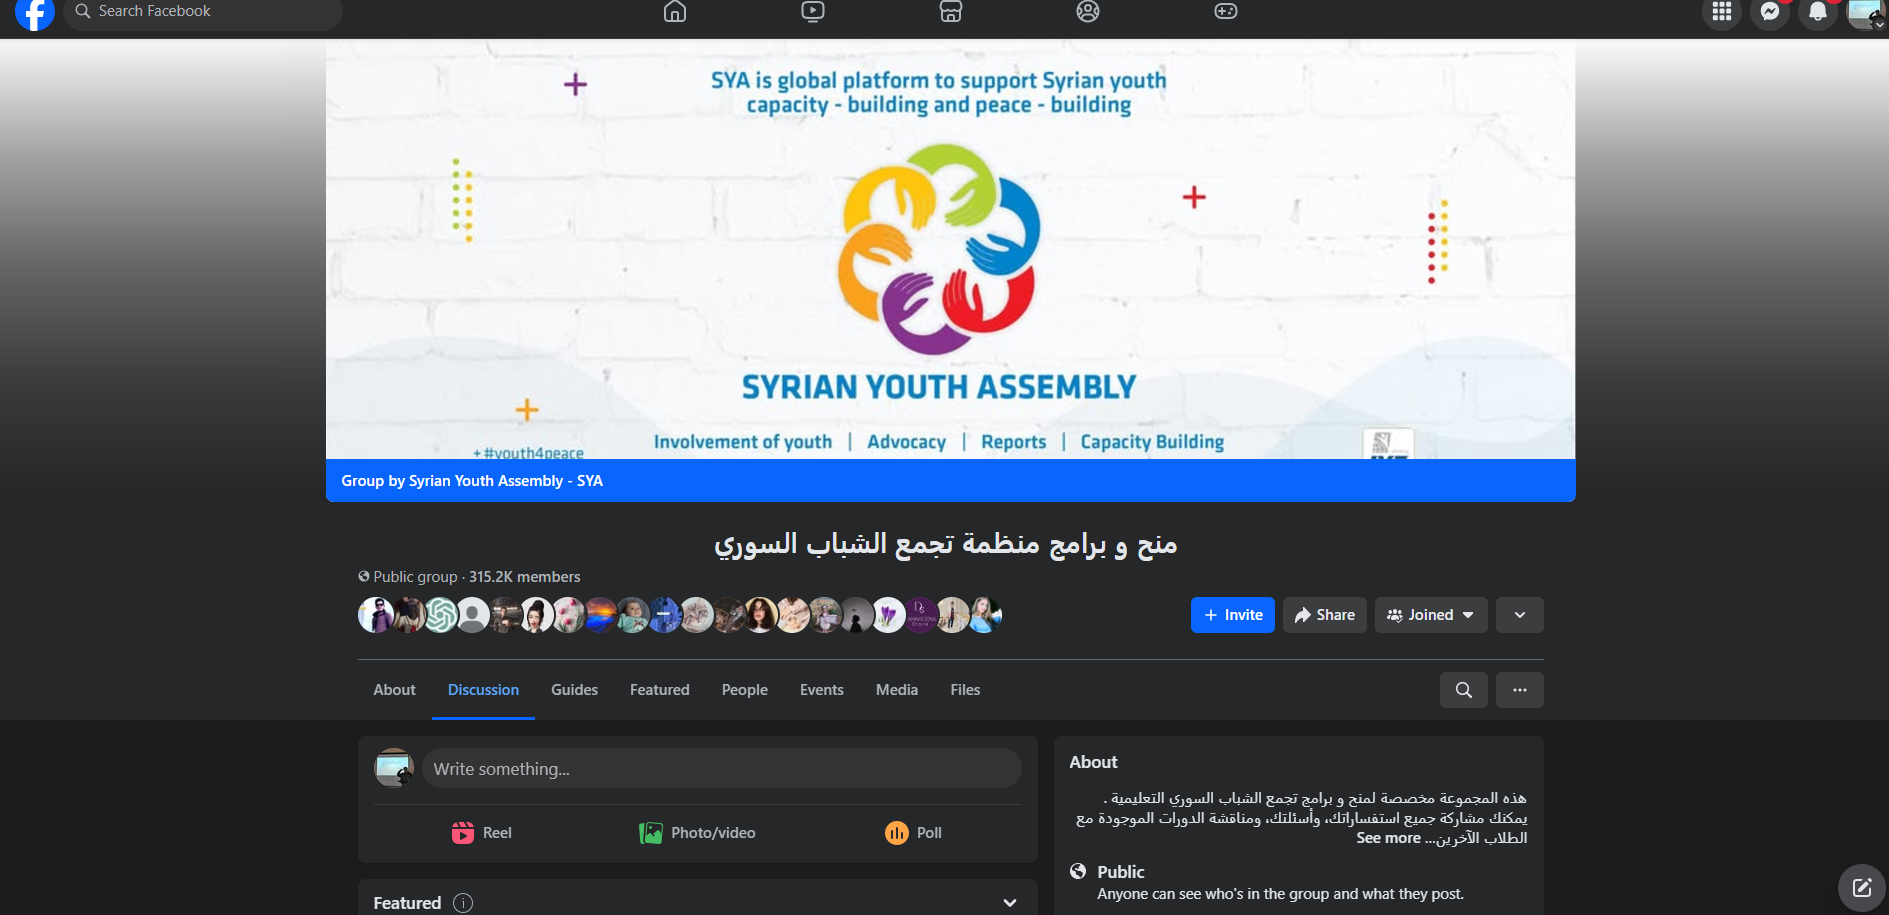 Search Facebook
SYA is global platform to support Syrian youth
capacity - building and peace - building
SYRIAN YOUTH ASSEMBLY
Involvement of youth | Advocacy | Reports | Capacity Building
+#youth4peace
Group by Syrian Youth Assembly - SYA
منح و برامج منظمة تجمع الشباب السوري
Public group · 315.2K members
+ Invite
Share
Joined
About
Discussion
Guides
Featured
People
Events
Media
Files
Write something...
Reel
Photo/video
Poll
Featured
About
هذه المجموعة مخصصة لمنح و برامج تجمع الشباب السوري التعليمية .
يمكنك مشاركة جميع استفساراتك، وأسئلتك، ومناقشة الدورات الموجودة مع
الطلاب الآخرين... See more
Public
Anyone can see who's in the group and what they post.